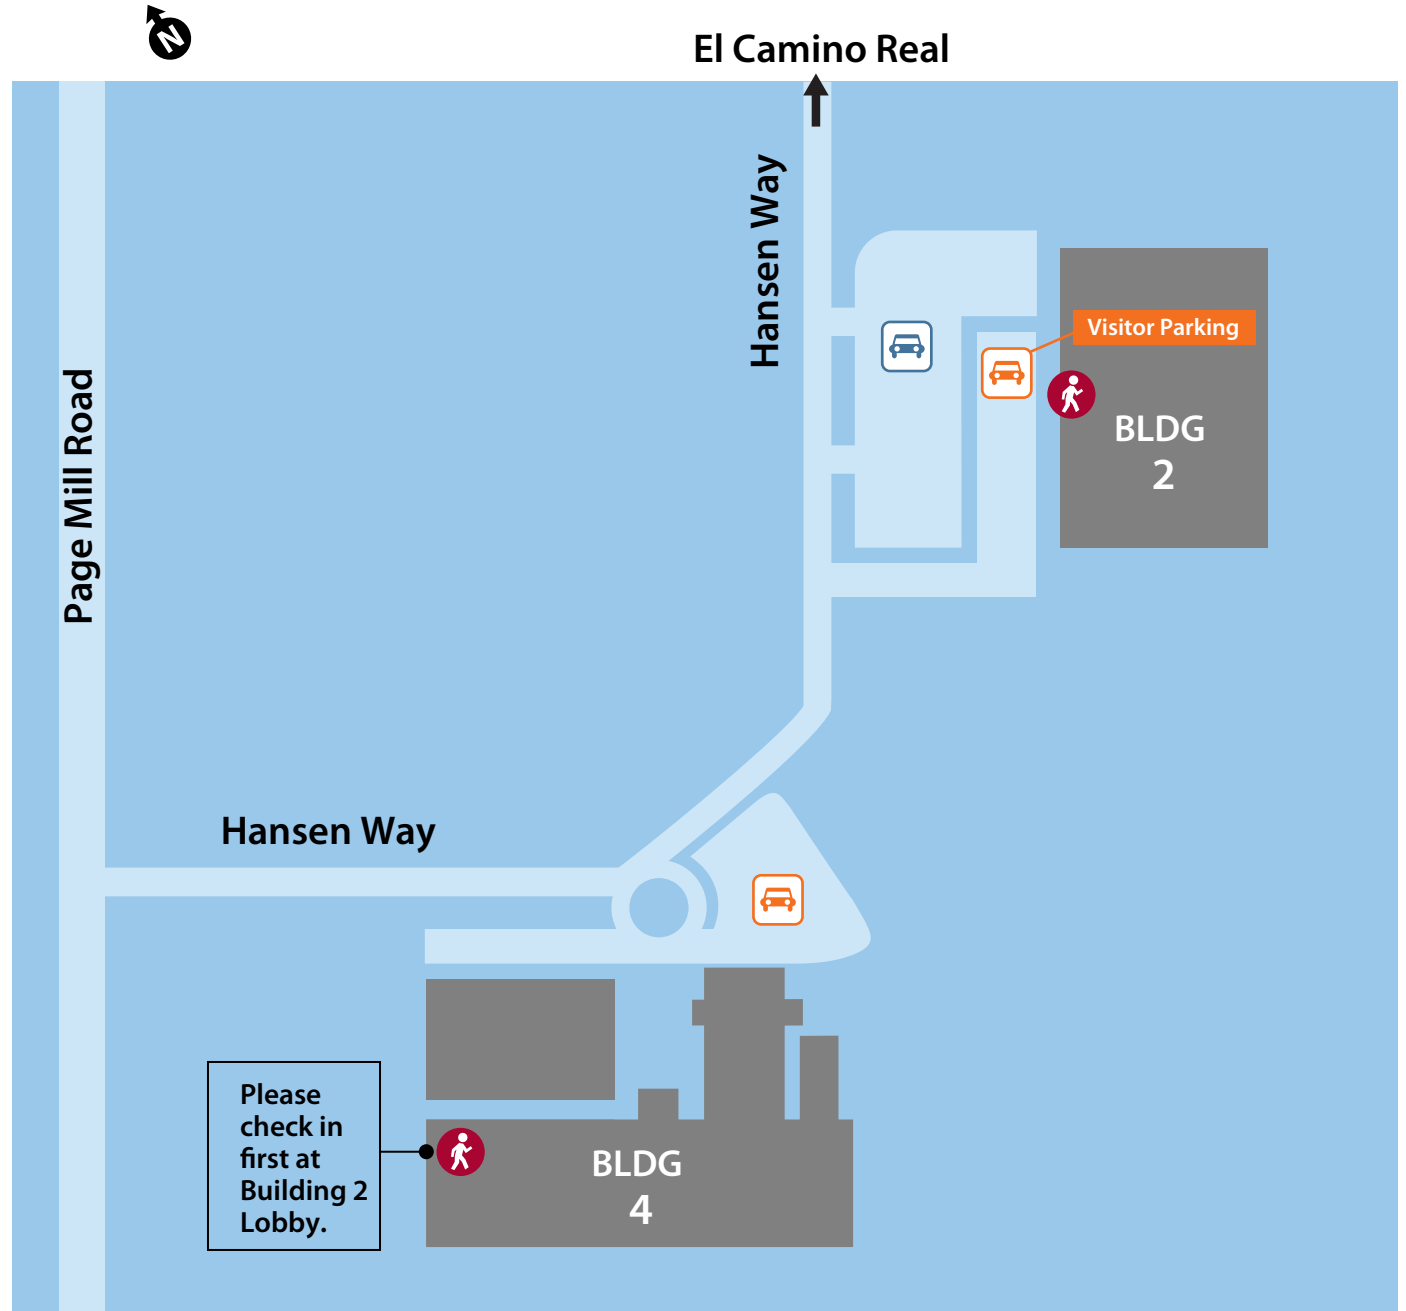 N
El Camino Real
Hansen Way
Visitor Parking
Page Mill Road
BLDG
2
Hansen Way
Please
check in
first at
Building 2
Lobby.
BLDG
4